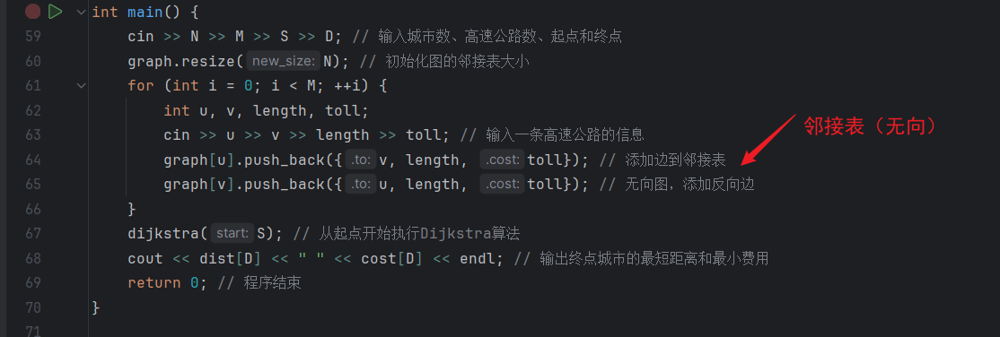 int main() {
59 cin >> N >> M >> S >> D; // 输入城市数、高速公路数、起点和终点
60 graph.resize( new_size: N); // 初始化图的邻接表大小
61 for (int i = 0; i < M; ++i) {
62 int u, v, length, toll;
63 cin >> u >> v >> length >> toll; // 输入一条高速公路的信息
邻接表（无向）
64 graph[u].push_back({ .to: v, length, .cost: toll}); // 添加边到邻接表
65 graph[v].push_back({ .to: u, length, .cost: toll}); // 无向图，添加反向边
66 }
67 dijkstra( start: S); // 从起点开始执行Dijkstra算法
68 cout << dist[D] << " " << cost[D] << endl; // 输出终点城市的最短距离和最小费用
69 return 0; // 程序结束
70 }
71